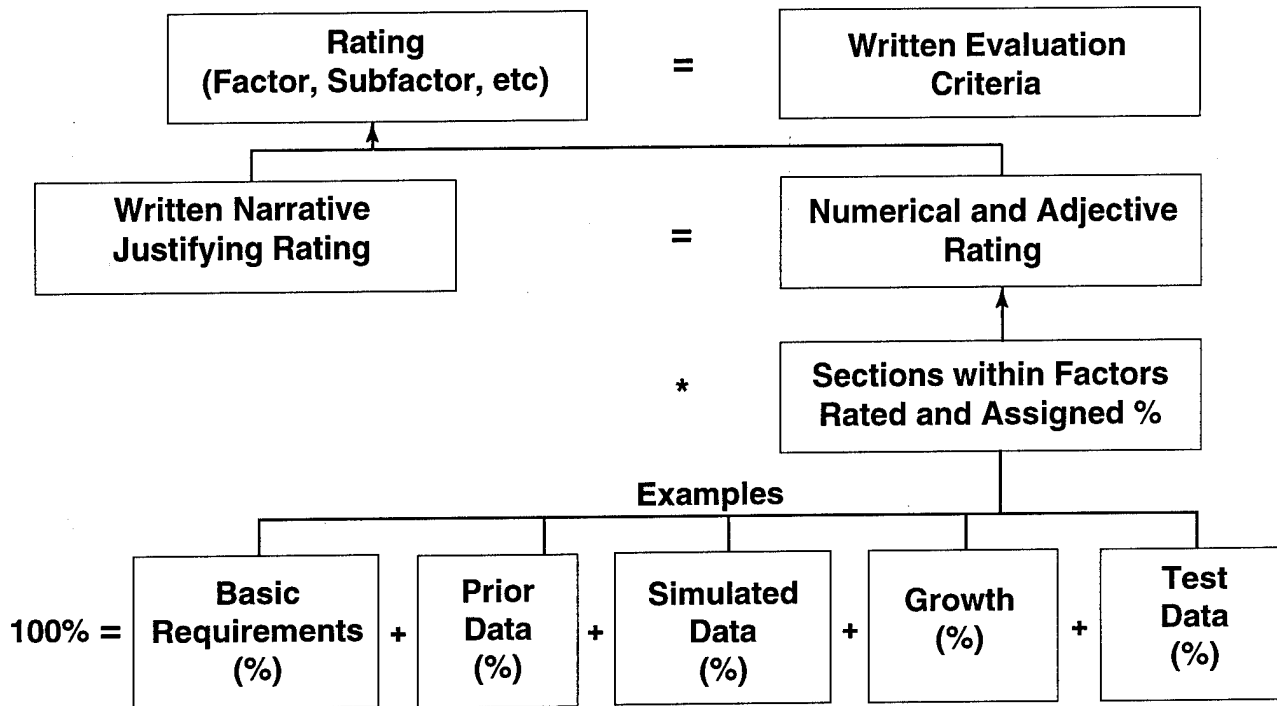 Rating
(Factor, Subfactor, etc)
=
Written Evaluation
Criteria
Written Narrative
Justifying Rating
=
Numerical and Adjective
Rating
*
Sections within Factors
Rated and Assigned %
Examples
100% =
Basic
Requirements
(%)
+
Prior
Data
(%)
+
Simulated
Data
(%)
+
Growth
(%)
+
Test
Data
(%)